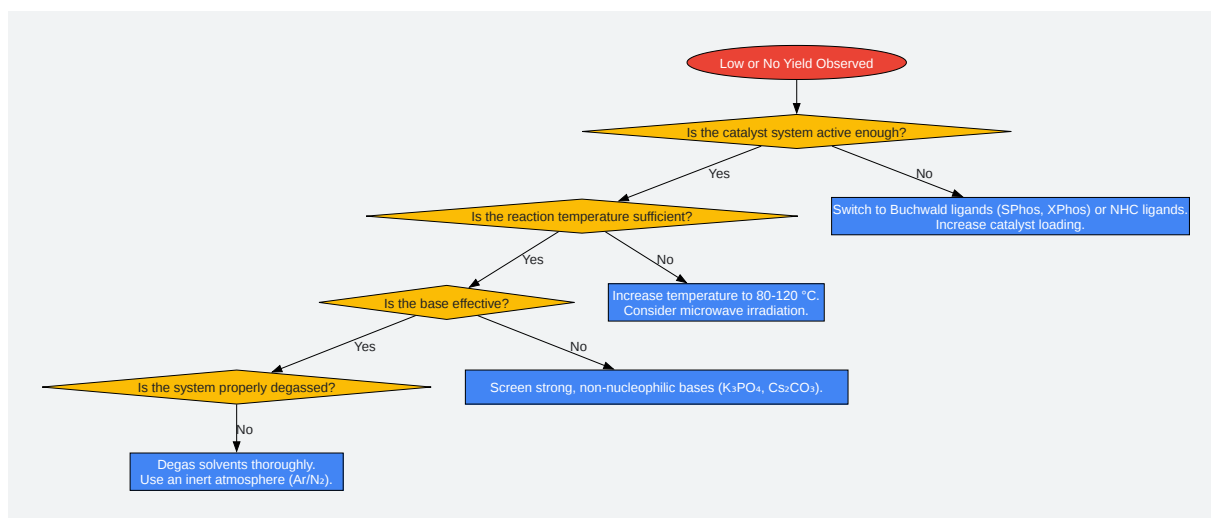 Low or No Yield Observed
Is the catalyst system active enough?
Yes
No
Is the reaction temperature sufficient?
Switch to Buchwald ligands (SPhos, XPhos) or NHC ligands.
Increase catalyst loading.
Yes
No
Is the base effective?
Increase temperature to 80-120 °C.
Consider microwave irradiation.
Yes
No
Is the system properly degassed?
Screen strong, non-nucleophilic bases (K₃PO₄, Cs₂CO₃).
No
Degas solvents thoroughly.
Use an inert atmosphere (Ar/N₂).